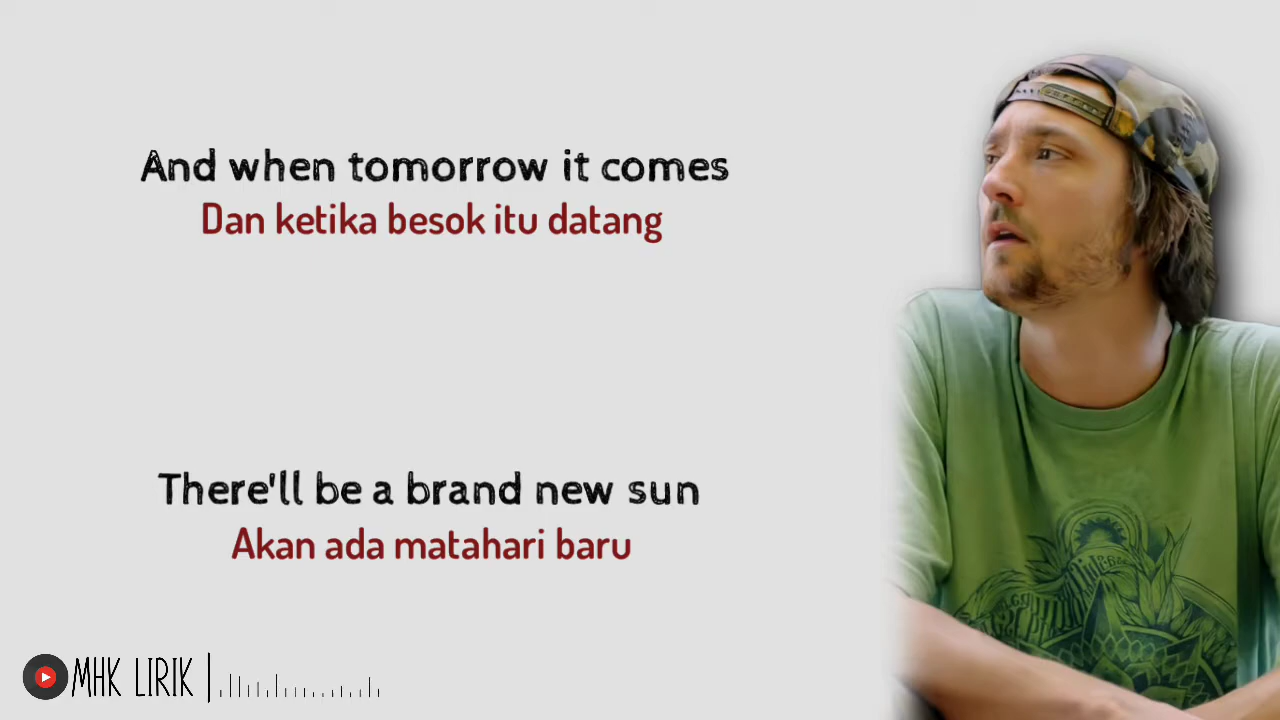 And when tomorrow it comes
Dan ketika besok itu datang
There'll be a brand new sun
Akan ada matahari baru
MHK LIRIK